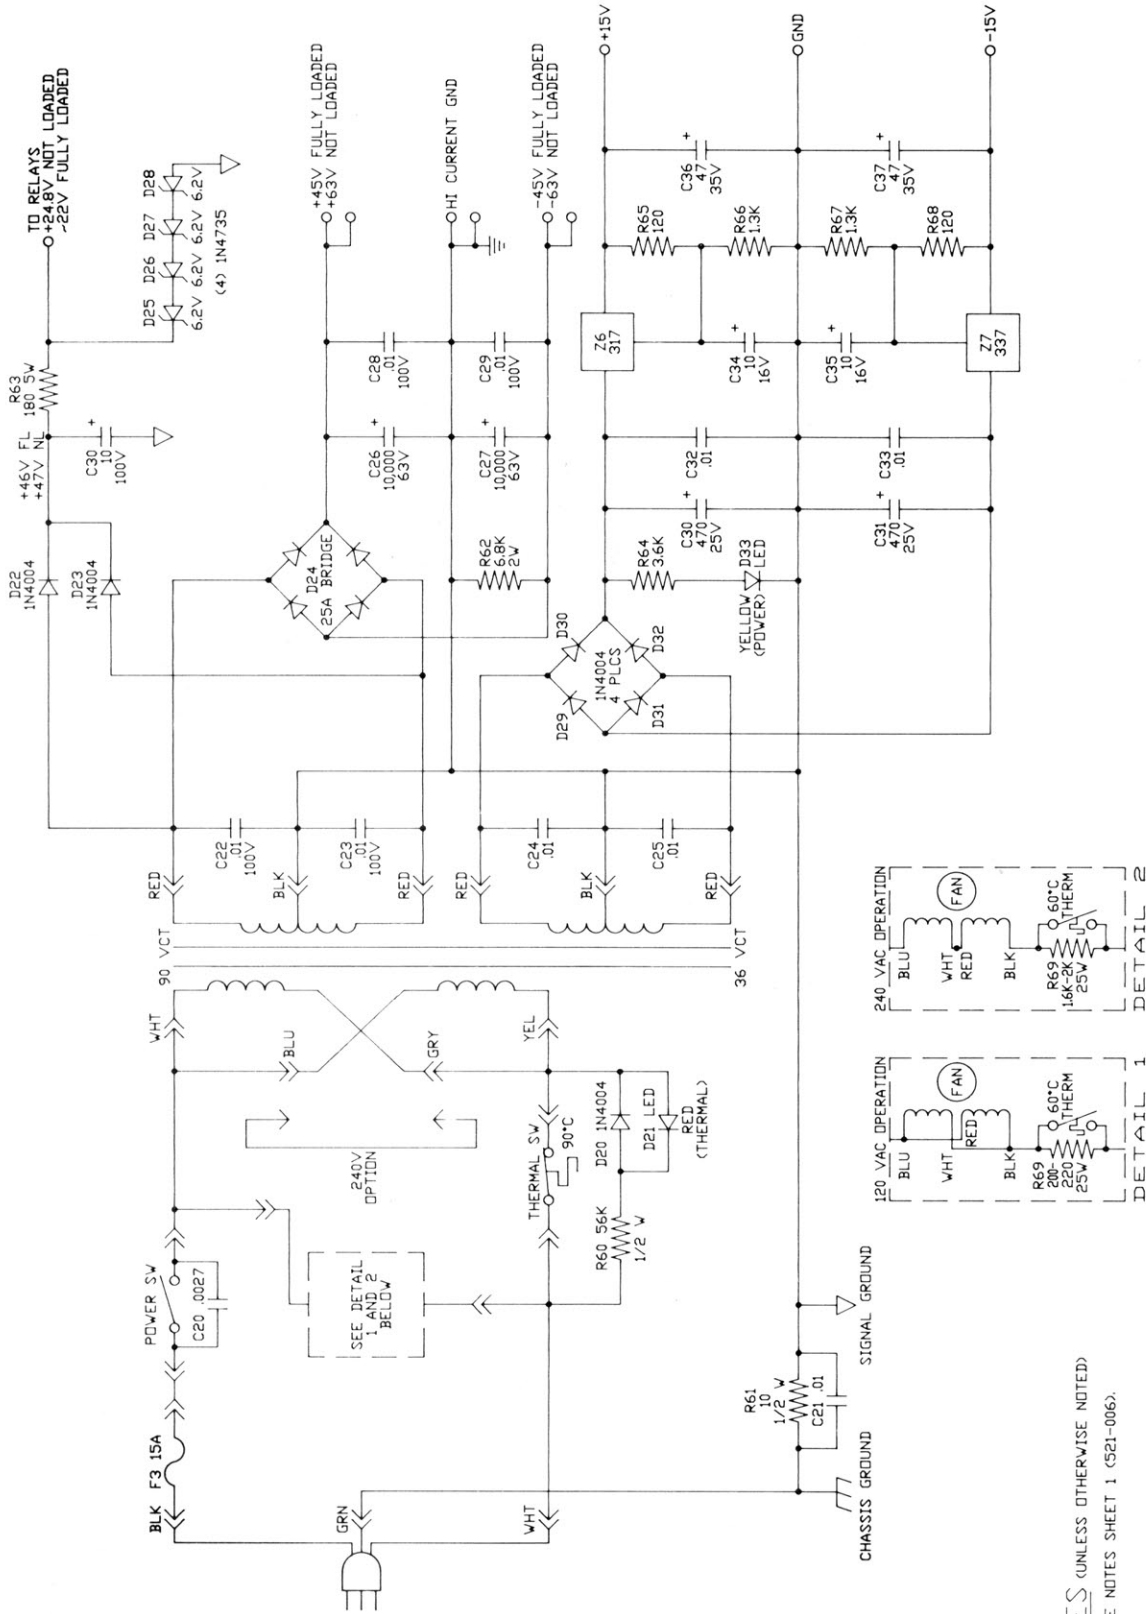 TO RELAYS
+24.8V NOT LOADED
~22V FULLY LOADED
R63
180 5W
+46V FL
+47V NL
C30
10
100V
+
D25
D26
D27
D28
6.2V
6.2V
6.2V
6.2V
(4) 1N4735
D22
1N4004
D23
1N4004
+45V FULLY LOADED
+63V NOT LOADED
HI CURRENT GND
-45V FULLY LOADED
-63V NOT LOADED
D24
25A BRIDGE
C26
10,000
63V
+
C27
10,000
63V
+
C28
.01
100V
C29
.01
100V
R62
6.8K
2W
RED
BLK
RED
C22
.01
100V
C23
.01
100V
90 VCT
RED
BLK
RED
C24
.01
C25
.01
36 VCT
D29
D30
D31
D32
1N4004
4 PLCS
R64
3.6K
YELLOW
(POWER)
D33
LED
C30
470
25V
+
C31
470
25V
+
C32
.01
C33
.01
Z6
317
Z7
337
C34
10
16V
+
C35
10
16V
+
R65
120
R66
1.3K
R67
1.3K
R68
120
C36
47
35V
+
C37
47
35V
+
+15V
GND
-15V
BLK F3 15A
POWER SW
C20 .0027
WHT
BLU
GRY
YEL
240V
OPTION
SEE DETAIL
1 AND 2
BELOW
THERMAL SW
90°C
R60 56K
1/2 W
D20 1N4004
D21 LED
RED
(THERMAL)
GRN
WHT
R61
10
1/2 W
C21 .01
CHASSIS GROUND
SIGNAL GROUND
120 VAC OPERATION
BLU
FAN
WHT
RED
BLK
R69
200-
220
25W
60°C
THERM
DETAIL 1
240 VAC OPERATION
BLU
FAN
WHT
RED
BLK
R69
1.6K-2K
25W
60°C
THERM
DETAIL 2
ES (UNLESS OTHERWISE NOTED)
E NOTES SHEET 1 (521-006).